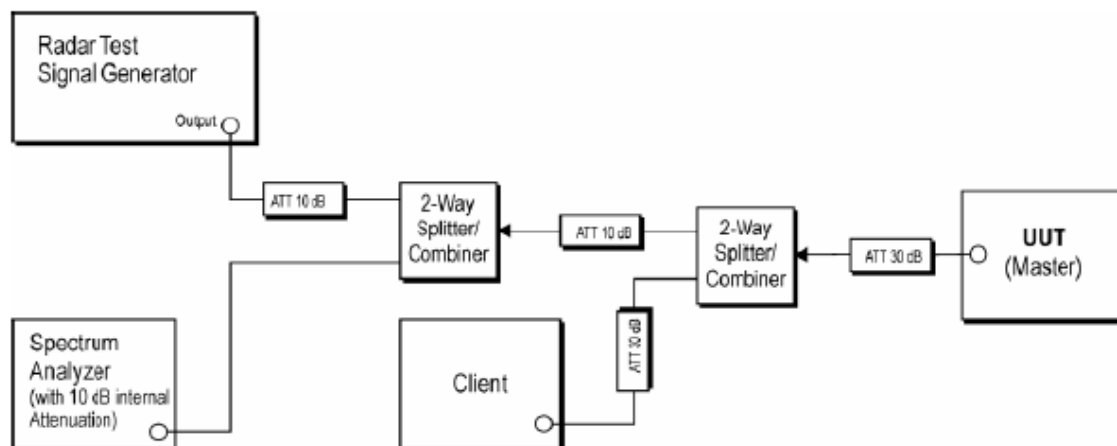 Radar Test
Signal Generator
Output
ATT 10 dB
2-Way
Splitter/
Combiner
ATT 10 dB
2-Way
Splitter/
Combiner
ATT 30 dB
UUT
(Master)
Spectrum
Analyzer
(with 10 dB internal
Attenuation)
Client
ATT 30 dB